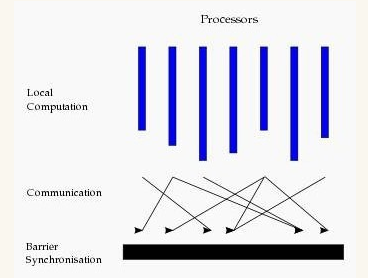 Processors
Local
Computation
Communication
Barrier
Synchronisation